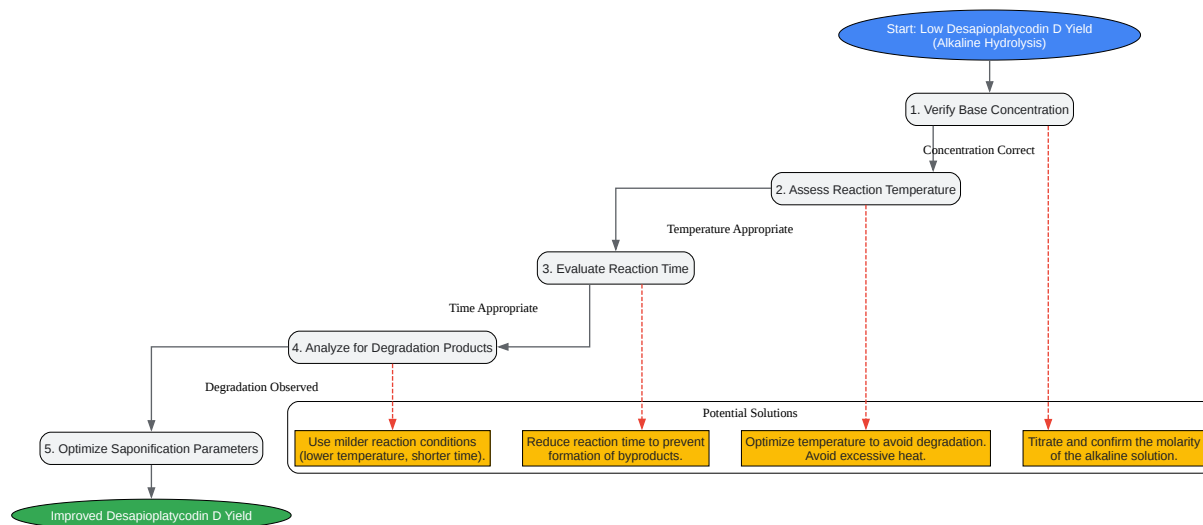 Start: Low Desapioplatycodin D Yield
(Alkaline Hydrolysis)
1. Verify Base Concentration
Concentration Correct
2. Assess Reaction Temperature
Temperature Appropriate
3. Evaluate Reaction Time
Time Appropriate
4. Analyze for Degradation Products
Degradation Observed
Potential Solutions
5. Optimize Saponification Parameters
Use milder reaction conditions
(lower temperature, shorter time).
Reduce reaction time to prevent
formation of byproducts.
Optimize temperature to avoid degradation.
Avoid excessive heat.
Titrate and confirm the molarity
of the alkaline solution.
Improved Desapioplatycodin D Yield